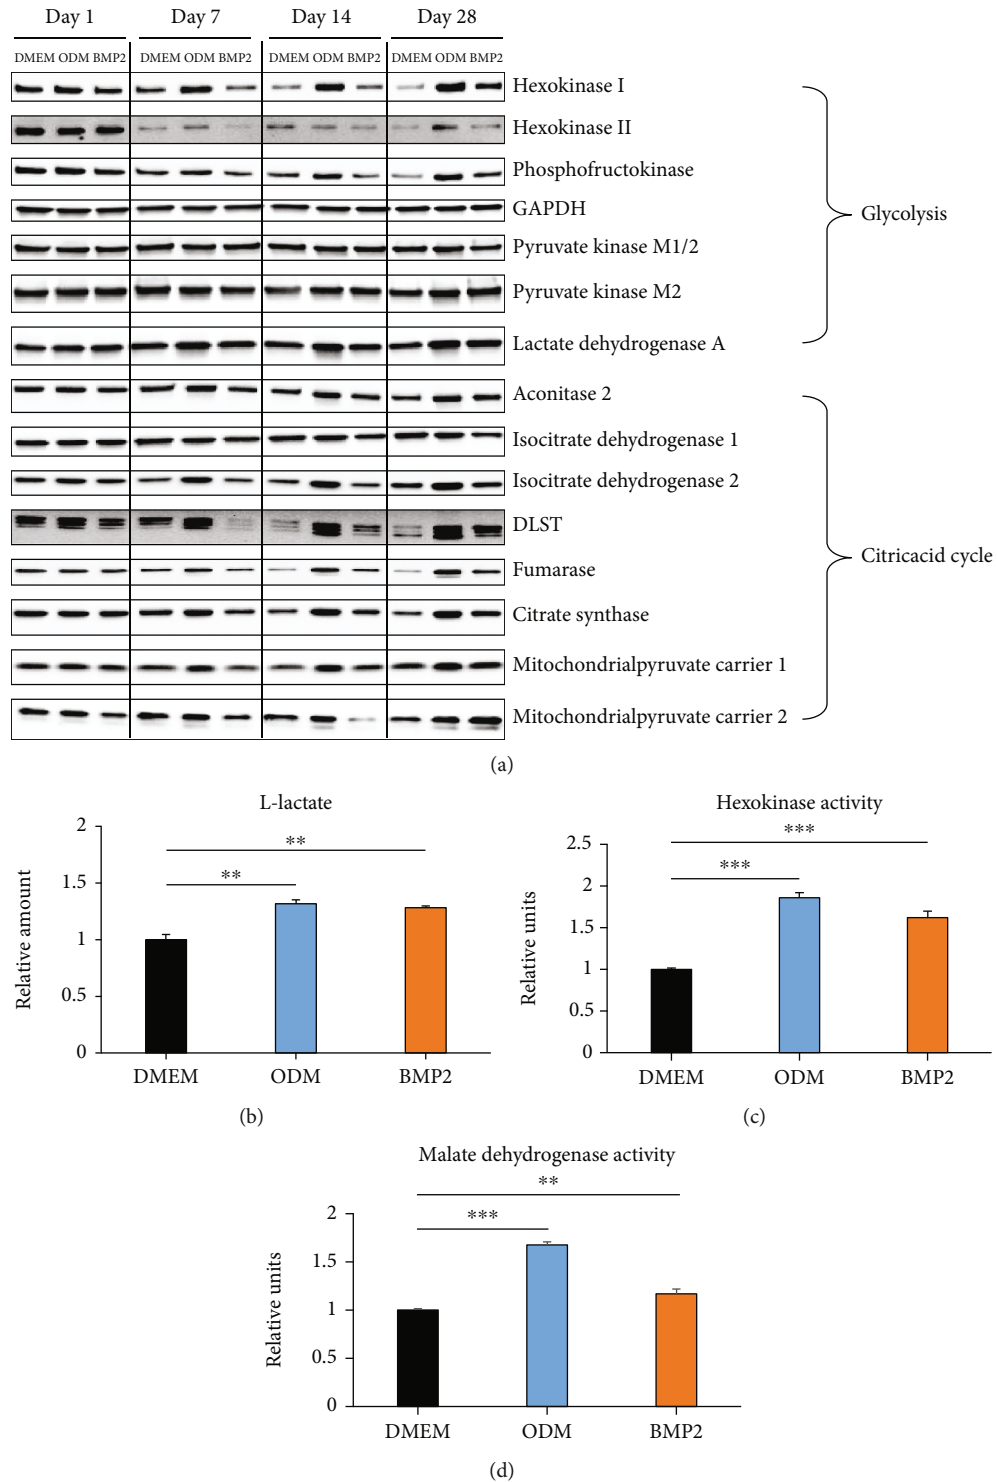 Day 1 Day 7 Day 14 Day 28
DMEM ODM BMP2 DMEM ODM BMP2 DMEM ODM BMP2 DMEM ODM BMP2
Hexokinase I
Hexokinase II
Phosphofructokinase
GAPDH
Pyruvate kinase M1/2
Pyruvate kinase M2
Lactate dehydrogenase A
Glycolysis
Aconitase 2
Isocitrate dehydrogenase 1
Isocitrate dehydrogenase 2
DLST
Fumarase
Citrate synthase
Mitochondrialpyruvate carrier 1
Mitochondrialpyruvate carrier 2
Citricacid cycle
(a)
L-lactate
Relative amount
2
1.5
1
0.5
0
**
**
DMEM ODM BMP2
(b)
Hexokinase activity
Relative units
2.5
2
1.5
1
0.5
0
***
***
DMEM ODM BMP2
(c)
Malate dehydrogenase activity
Relative units
2
1.5
1
0.5
0
**
***
DMEM ODM BMP2
(d)